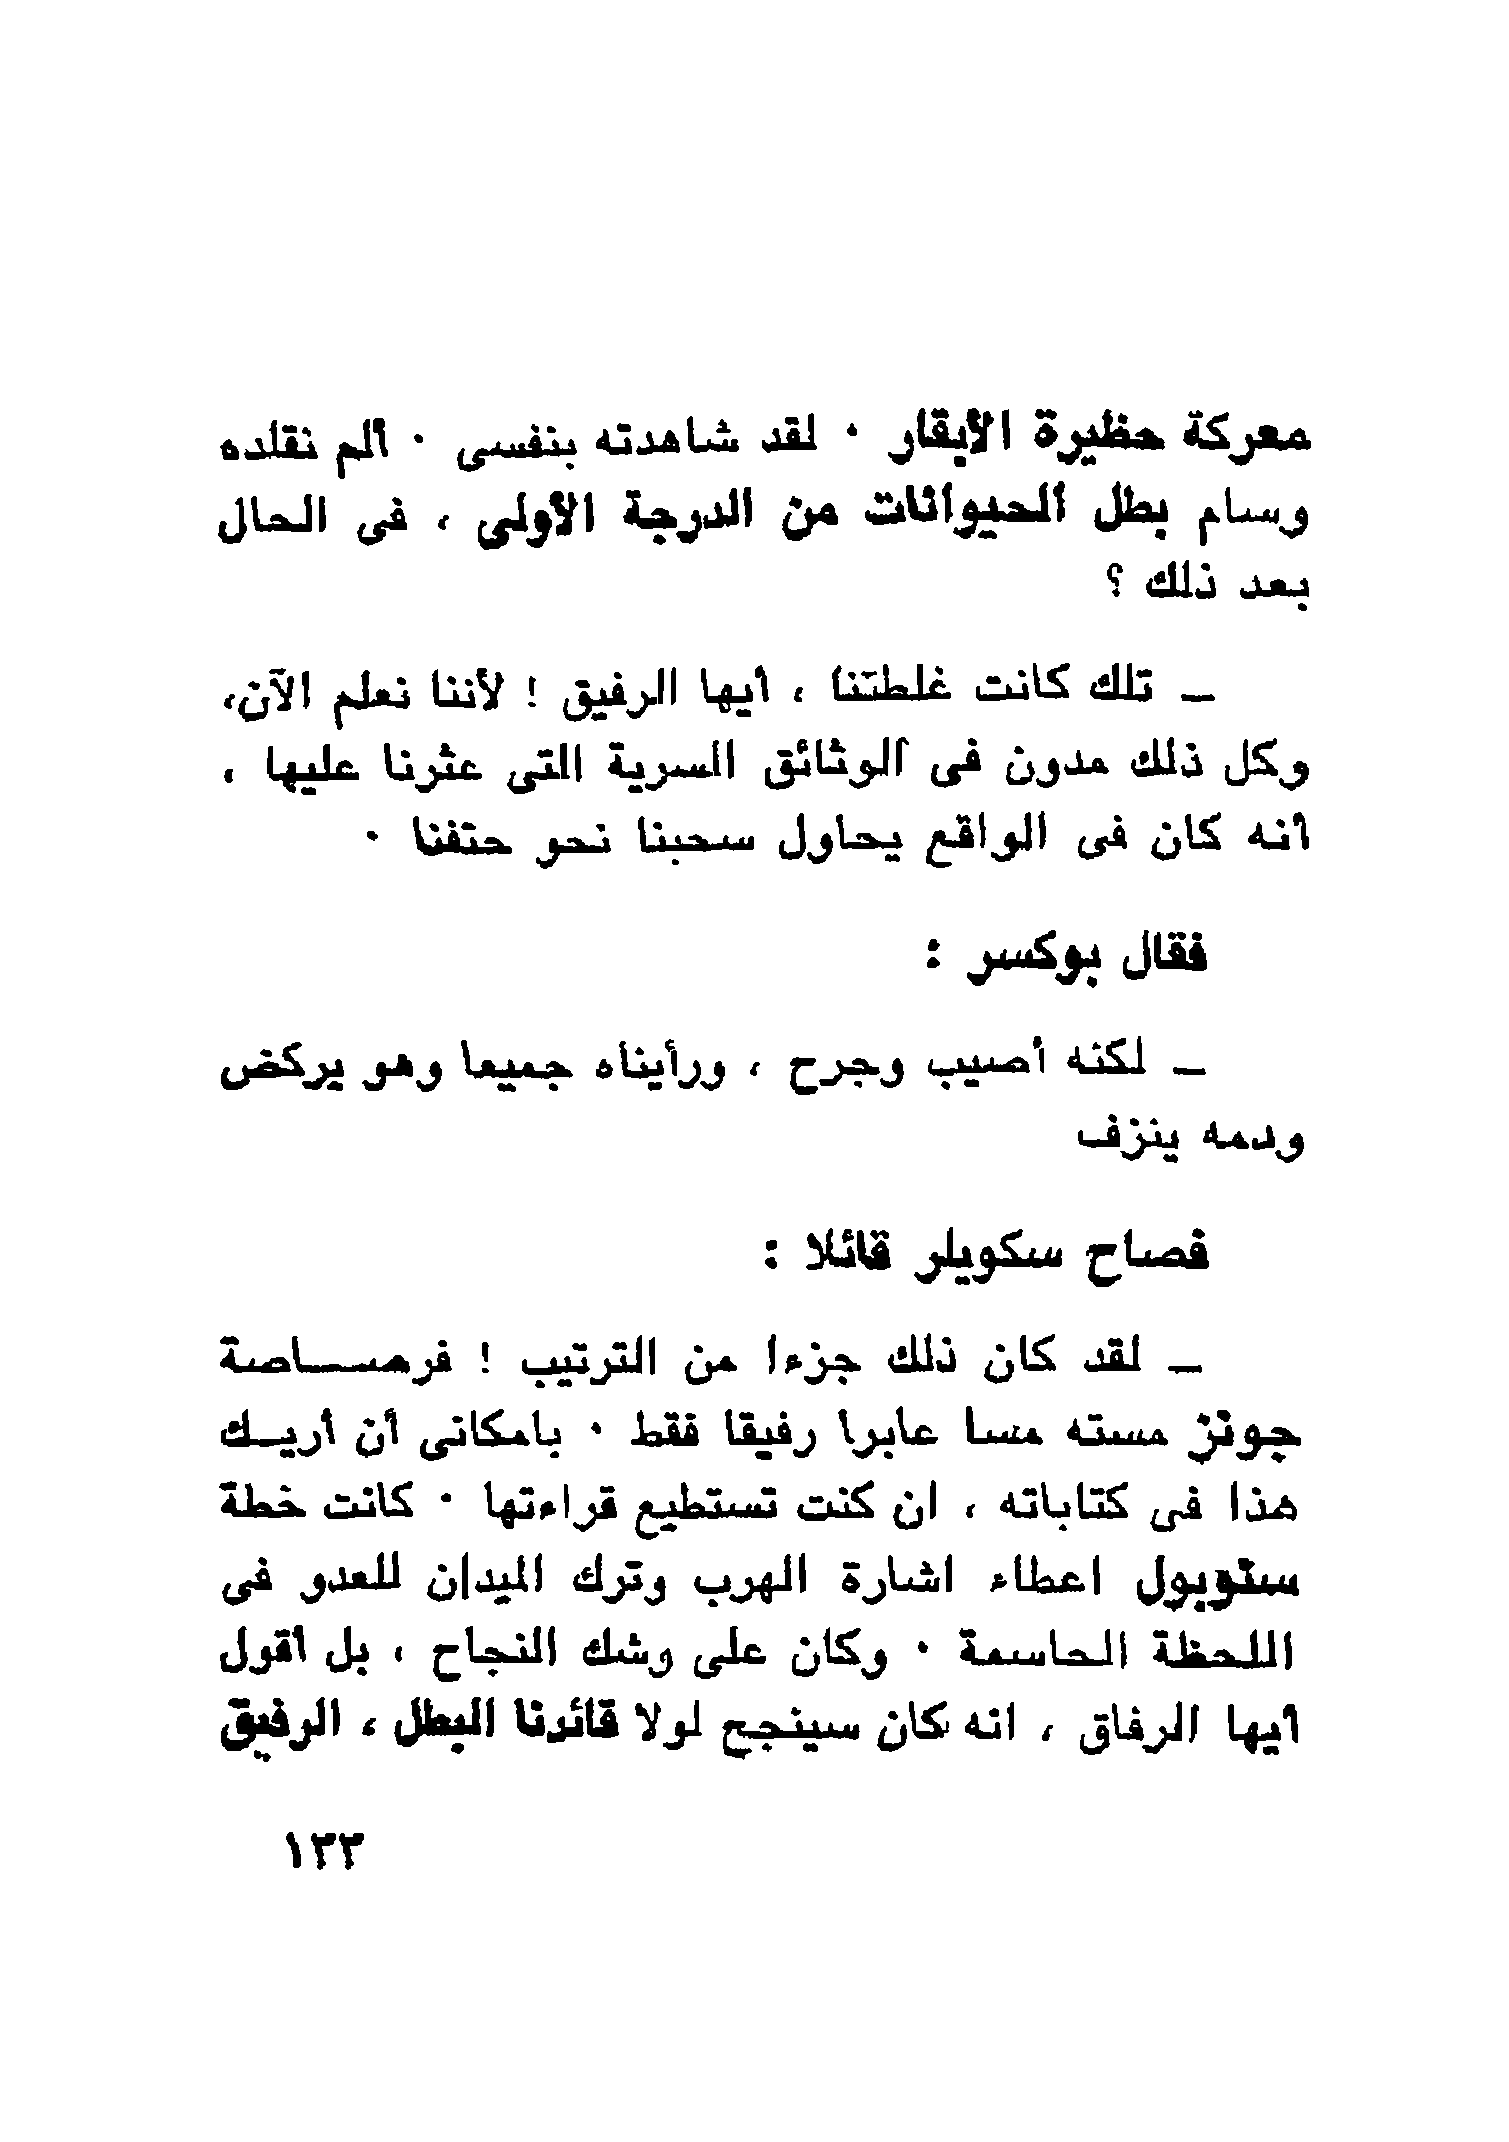 معركة حظيرة الأبقار · لقد شاهدته بنفسى · ألم نقلده
وسام بطل الحيوانات من الدرجة الأولى ، فى الحال
بعد ذلك ؟
ــ تلك كانت غلطتنا ، أيها الرفيق ! لأننا نعلم الآن،
وكل ذلك مدون فى الوثائق السرية التى عثرنا عليها ،
أنه كان فى الواقع يحاول سحبنا نحو حتفنا ·
فقال بوكسر :
ــ لكنه أصيب وجرح ، ورأيناه جميعا وهو يركض
ودمه ينزف
فصاح سكويلر قائلا :
ــ لقد كان ذلك جزءا من الترتيب ! فرصـــاصة
جونز مسته مسا عابرا رفيقا فقط · بامكانى أن أريـك
هذا فى كتاباته ، ان كنت تستطيع قراءتها · كانت خطة
سنوبول اعطاء اشارة الهرب وترك الميدان للعدو فى
اللحظة الحاسمة · وكان على وشك النجاح ، بل أقول
أيها الرفاق ، انه كان سينجح لولا قائدنا البطل ، الرفيق
١٣٣